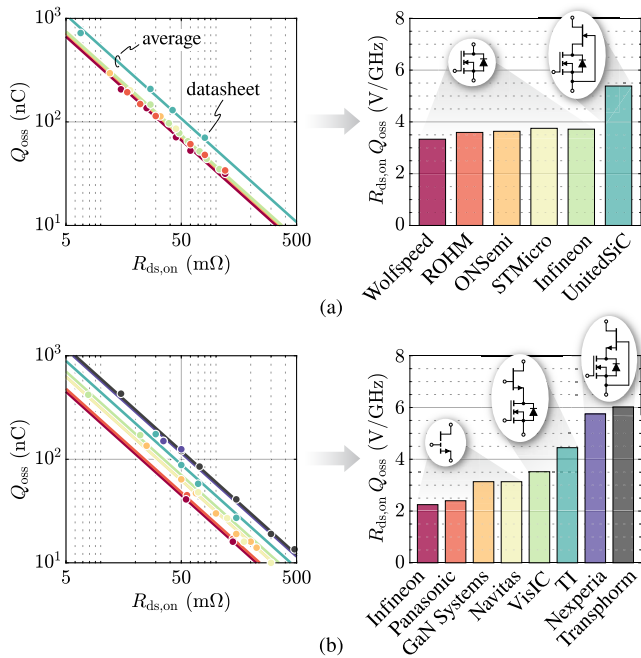 10³
10²
10¹
Q_oss (nC)
average
datasheet
5
50
500
R_ds,on (mΩ)
8
6
4
2
0
R_ds,on Q_oss (V/GHz)
Wolfspeed
ROHM
ONSemi
STMicro
Infineon
UnitedSiC
(a)
10³
10²
10¹
Q_oss (nC)
5
50
500
R_ds,on (mΩ)
8
6
4
2
0
R_ds,on Q_oss (V/GHz)
Infineon
Panasonic
GaN Systems
Navitas
VisIC
TI
Nexperia
Transphorm
(b)